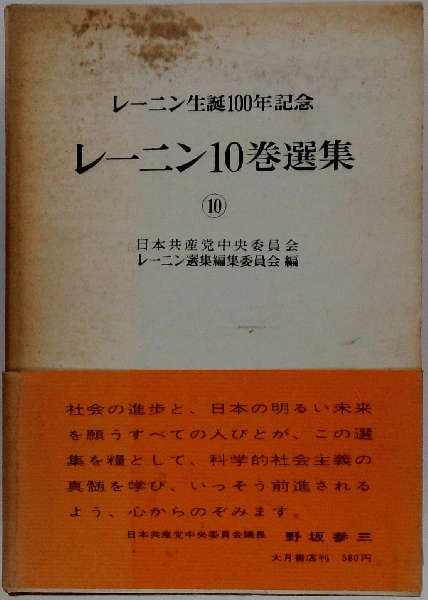 レーニン生誕100年記念
レーニン10巻選集
⑩
日本共産党中央委員会
レーニン選集編集委員会 編
社会の進歩と、日本の明るい未来
を願うすべての人びとが、この選
集を糧として、科学的社会主義の
真髄を学び、いっそう前進される
よう、心からのぞみます。
日本共産党中央委員会議長 野坂参三
大月書店刊 580円